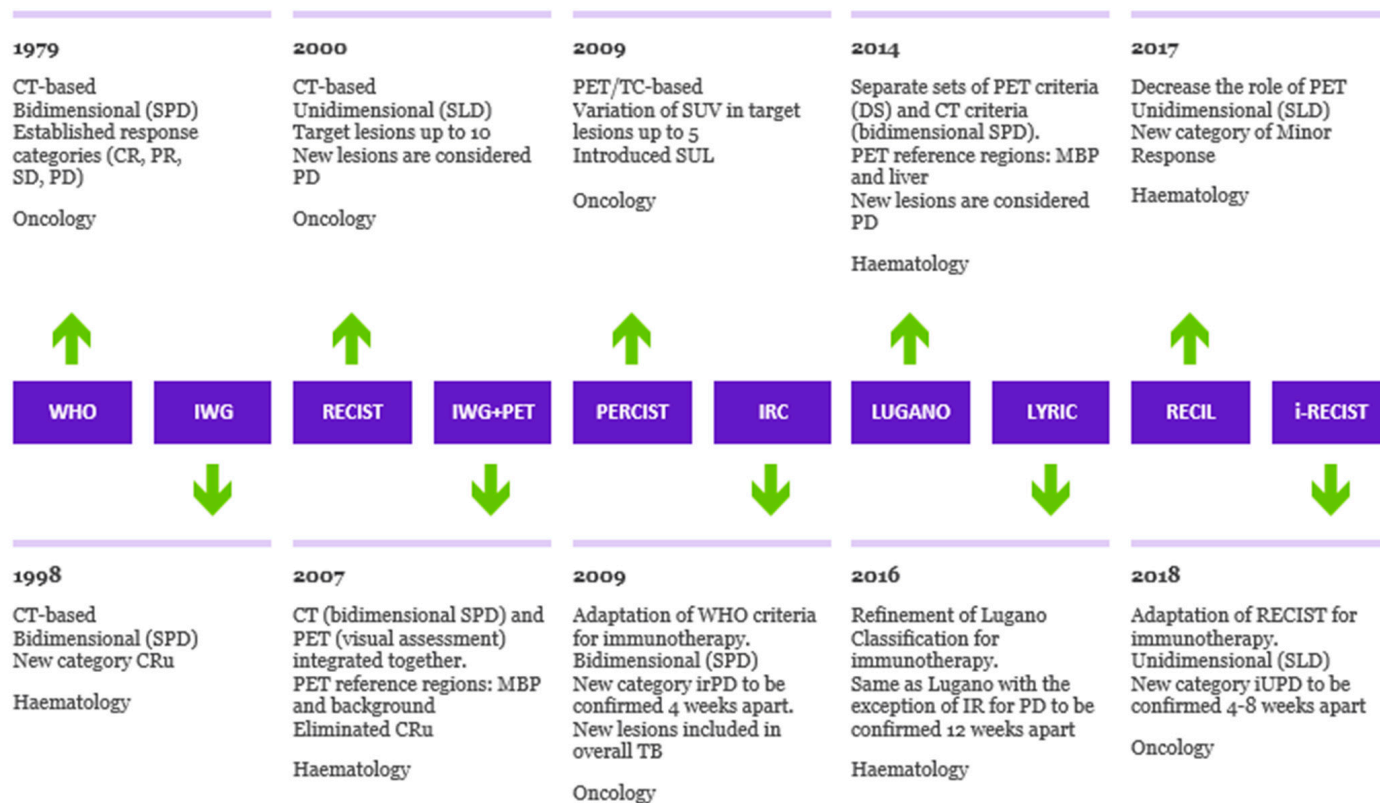 1979
CT-based
Bidimensional (SPD)
Established response
categories (CR, PR,
SD, PD)
Oncology
2000
CT-based
Unidimensional (SLD)
Target lesions up to 10
New lesions are considered
PD
Oncology
2009
PET/TC-based
Variation of SUV in target
lesions up to 5
Introduced SUL
Oncology
2014
Separate sets of PET criteria
(DS) and CT criteria
(bidimensional SPD).
PET reference regions: MBP
and liver
New lesions are considered
PD
Haematology
2017
Decrease the role of PET
Unidimensional (SLD)
New category of Minor
Response
Haematology
WHO
IWG
RECIST
IWG+PET
PERCIST
IRC
LUGANO
LYRIC
RECIL
i-RECIST
1998
CT-based
Bidimensional (SPD)
New category CRu
Haematology
2007
CT (bidimensional SPD) and
PET (visual assessment)
integrated together.
PET reference regions: MBP
and background
Eliminated CRu
Haematology
2009
Adaptation of WHO criteria
for immunotherapy.
Bidimensional (SPD)
New category irPD to be
confirmed 4 weeks apart.
New lesions included in
overall TB
Oncology
2016
Refinement of Lugano
Classification for
immunotherapy.
Same as Lugano with the
exception of IR for PD to be
confirmed 12 weeks apart
Haematology
2018
Adaptation of RECIST for
immunotherapy.
Unidimensional (SLD)
New category iUPD to be
confirmed 4-8 weeks apart
Oncology